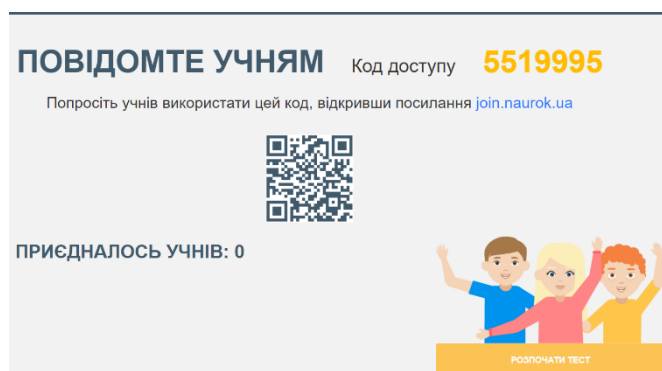 ПОВІДОМТЕ УЧНЯМ Код доступу 5519995
Попросіть учнів використати цей код, відкривши посилання join.naurok.ua
ПРИЄДНАЛОСЬ УЧНІВ: 0
РОЗПОЧАТИ ТЕСТ